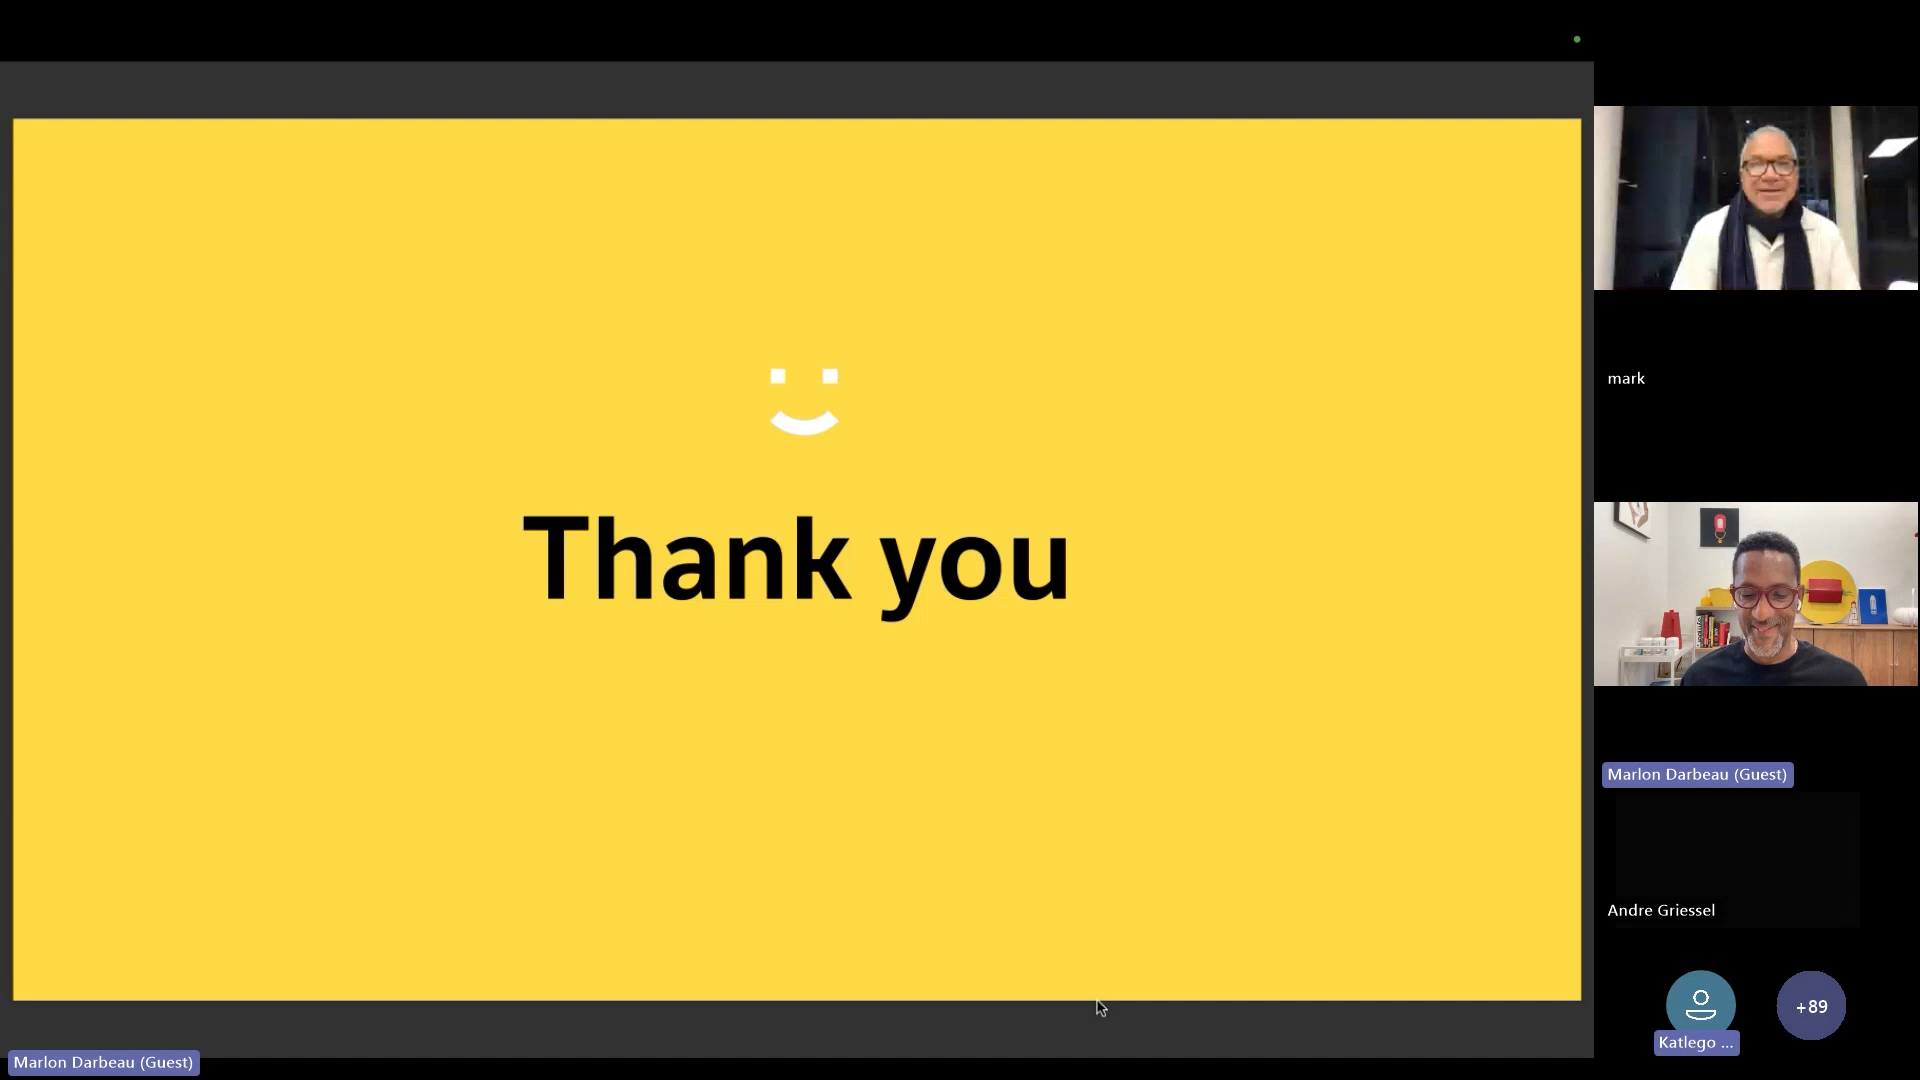 Thank you
mark
Marlon Darbeau (Guest)
Andre Griessel
+89
Katlego ...
Marlon Darbeau (Guest)